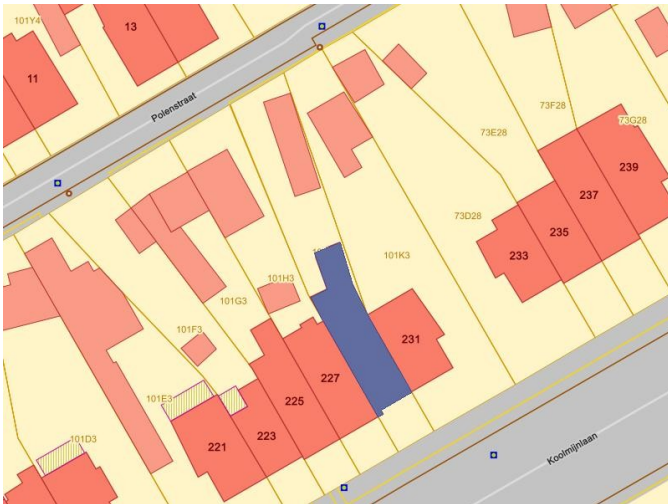 101Y4
13
11
Polenstraat
73F28
73G28
73E28
239
237
73D28
235
233
101K3
101H3
101G3
231
101F3
227
225
101E3
223
221
101D3
Koolmijnlaan